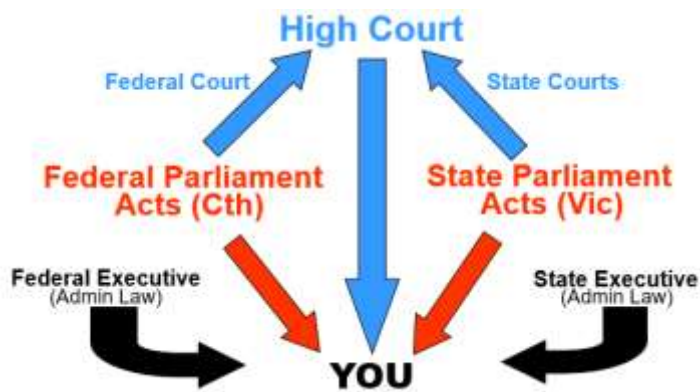 High Court
Federal Court
State Courts
Federal Parliament
Acts (Cth)
State Parliament
Acts (Vic)
Federal Executive
(Admin Law)
State Executive
(Admin Law)
YOU